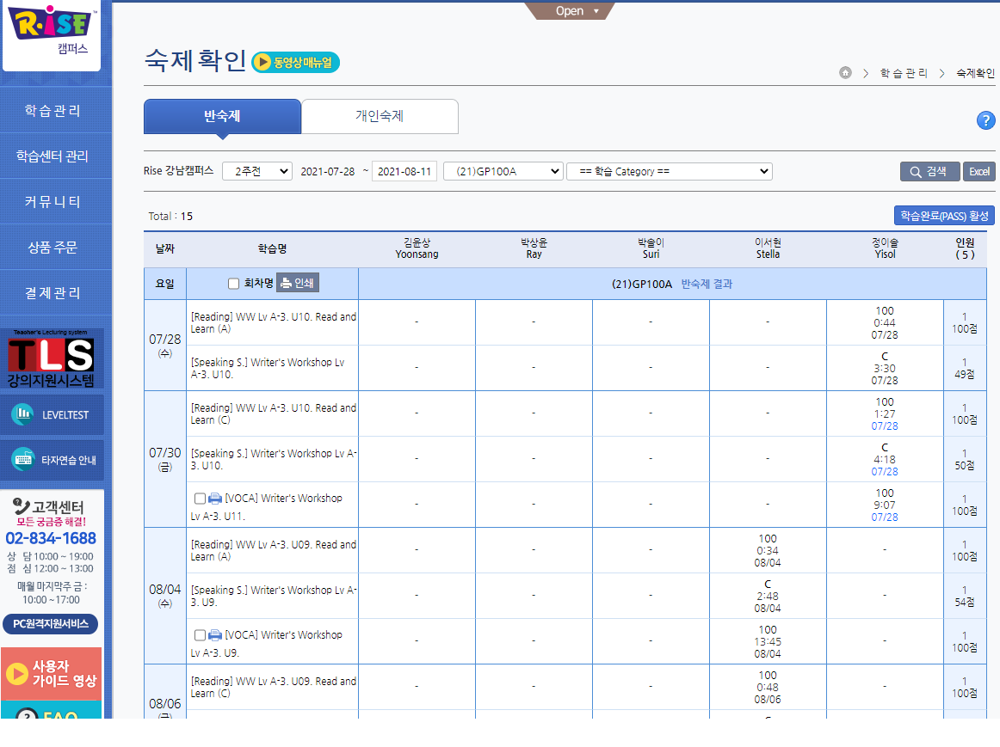 R·iSE
캠퍼스
학습관리
학습센터 관리
커뮤니티
상품 주문
결제관리
Teacher's Lecturing system
TLS
강의지원시스템
LEVELTEST
타자연습 안내
고객센터
모든 궁금증 해결!
02-834-1688
상 담 10:00 ~ 19:00
점 심 12:00 ~ 13:00
매월 마지막주 금 :
10:00 ~17:00
PC원격지원서비스
사용자
가이드 영상
? FAQ
Open ▼
숙제확인 동영상매뉴얼
> 학습관리 > 숙제확인
반숙제 개인숙제
?
Rise 강남캠퍼스 2주전 2021-07-28 ~ 2021-08-11 (21)GP100A == 학습 Category == 검색 Excel
Total : 15 학습완료(PASS) 활성
날짜 학습명 김윤상 박상윤 박솔이 이서현 정이솔 인원
Yoonsang Ray Suri Stella Yisol ( 5 )
요일 회차명 인쇄 (21)GP100A 반숙제 결과
07/28
(수)
[Reading] WW Lv A-3. U10. Read and
Learn (A)
- - - -
100
0:44
07/28
1
100점
[Speaking S.] Writer's Workshop Lv
A-3. U10.
- - - -
C
3:30
07/28
1
49점
07/30
(금)
[Reading] WW Lv A-3. U10. Read and
Learn (C)
- - - -
100
1:27
07/28
1
100점
[Speaking S.] Writer's Workshop Lv A-
3. U10.
- - - -
C
4:18
07/28
1
50점
[VOCA] Writer's Workshop
Lv A-3. U11.
- - - -
100
9:07
07/28
1
100점
08/04
(수)
[Reading] WW Lv A-3. U09. Read and
Learn (A)
- - -
100
0:34
08/04
-
1
100점
[Speaking S.] Writer's Workshop Lv A-
3. U9.
- - -
C
2:48
08/04
-
1
54점
[VOCA] Writer's Workshop
Lv A-3. U9.
- - -
100
13:45
08/04
-
1
100점
08/06
(금)
[Reading] WW Lv A-3. U09. Read and
Learn (C)
- - -
100
0:48
08/06
-
1
100점